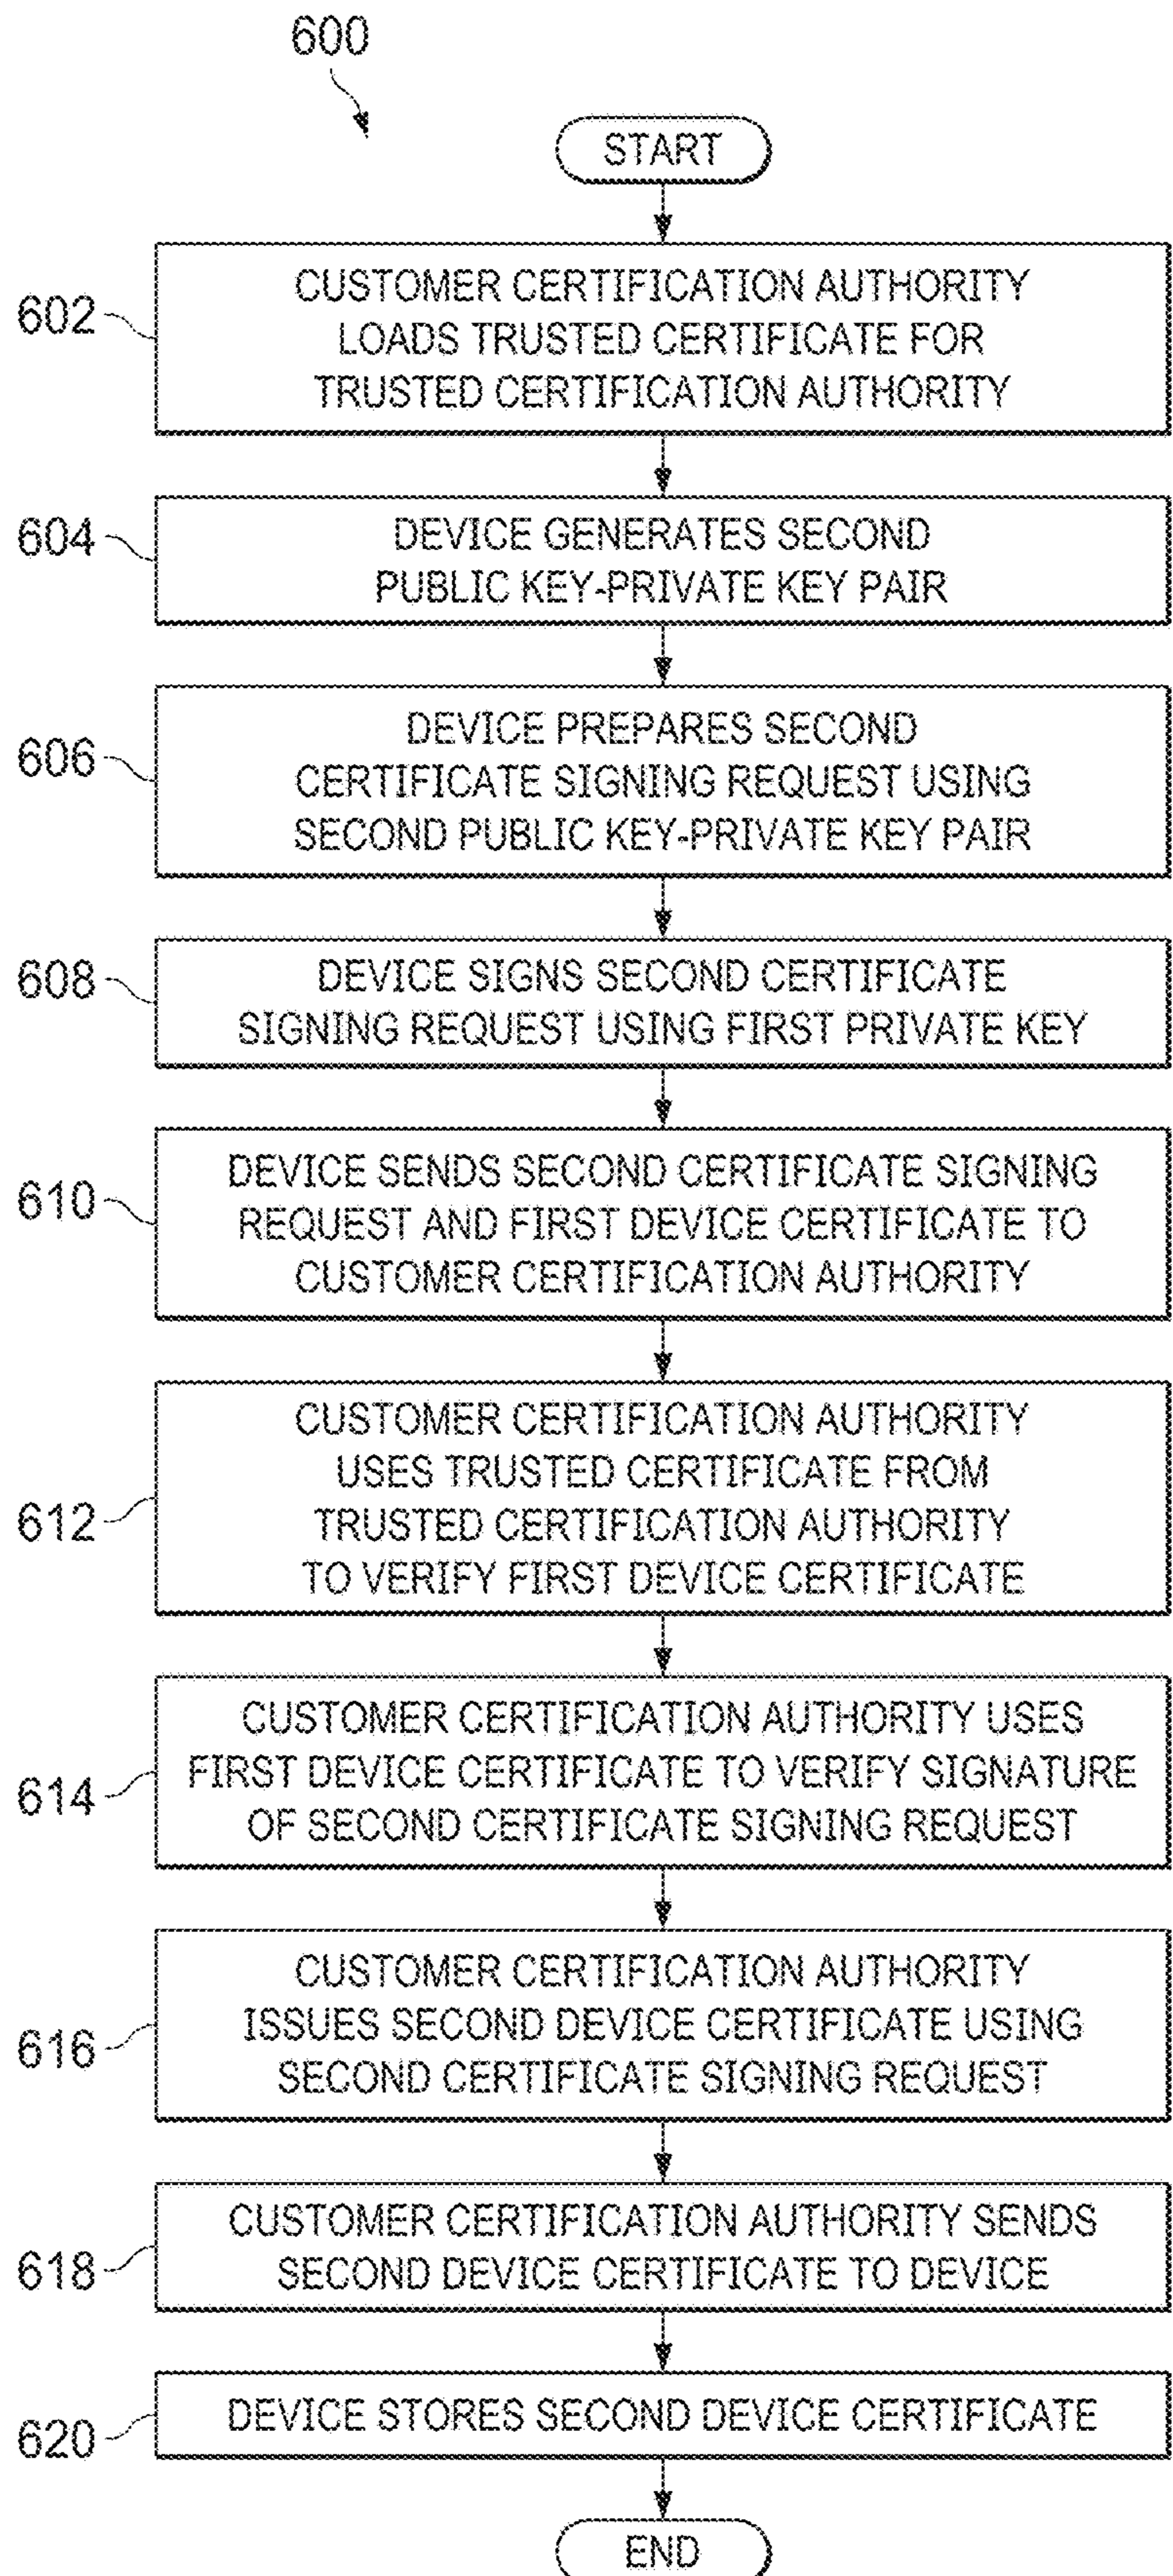 600
START
602
CUSTOMER CERTIFICATION AUTHORITY
LOADS TRUSTED CERTIFICATE FOR
TRUSTED CERTIFICATION AUTHORITY
604
DEVICE GENERATES SECOND
PUBLIC KEY-PRIVATE KEY PAIR
606
DEVICE PREPARES SECOND
CERTIFICATE SIGNING REQUEST USING
SECOND PUBLIC KEY-PRIVATE KEY PAIR
608
DEVICE SIGNS SECOND CERTIFICATE
SIGNING REQUEST USING FIRST PRIVATE KEY
610
DEVICE SENDS SECOND CERTIFICATE SIGNING
REQUEST AND FIRST DEVICE CERTIFICATE TO
CUSTOMER CERTIFICATION AUTHORITY
612
CUSTOMER CERTIFICATION AUTHORITY
USES TRUSTED CERTIFICATE FROM
TRUSTED CERTIFICATION AUTHORITY
TO VERIFY FIRST DEVICE CERTIFICATE
614
CUSTOMER CERTIFICATION AUTHORITY USES
FIRST DEVICE CERTIFICATE TO VERIFY SIGNATURE
OF SECOND CERTIFICATE SIGNING REQUEST
616
CUSTOMER CERTIFICATION AUTHORITY
ISSUES SECOND DEVICE CERTIFICATE USING
SECOND CERTIFICATE SIGNING REQUEST
618
CUSTOMER CERTIFICATION AUTHORITY SENDS
SECOND DEVICE CERTIFICATE TO DEVICE
620
DEVICE STORES SECOND DEVICE CERTIFICATE
END